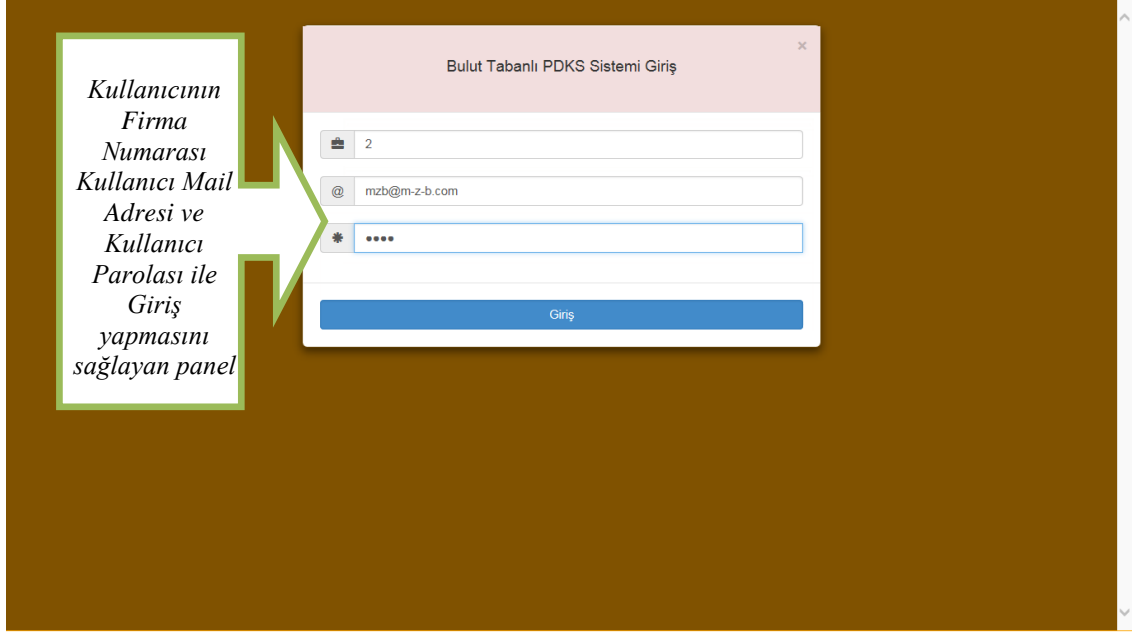 Kullanıcının
Firma
Numarası
Kullanıcı Mail
Adresi ve
Kullanıcı
Parolası ile
Giriş
yapmasını
sağlayan panel
×
Bulut Tabanlı PDKS Sistemi Giriş
2
@ mzb@m-z-b.com
••••
Giriş